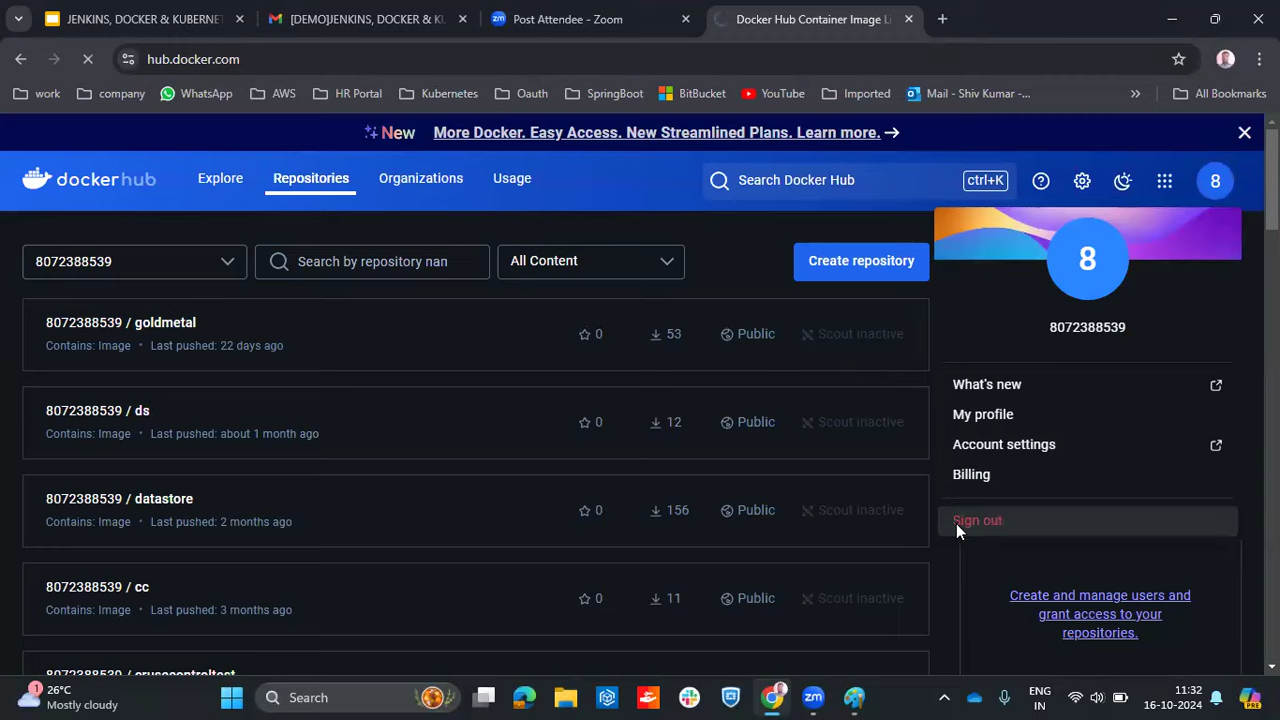 JENKINS, DOCKER & KUBERNET
[DEMO]JENKINS, DOCKER & KU
zm Post Attendee - Zoom
Docker Hub Container Image Li
hub.docker.com
work
company
WhatsApp
AWS
HR Portal
Kubernetes
Oauth
SpringBoot
BitBucket
YouTube
Imported
Mail - Shiv Kumar -...
All Bookmarks
New More Docker. Easy Access. New Streamlined Plans. Learn more.
dockerhub
Explore
Repositories
Organizations
Usage
Search Docker Hub
ctrl+K
8
8072388539
Search by repository nan
All Content
Create repository
8
8072388539
8072388539 / goldmetal
Contains: Image • Last pushed: 22 days ago
0
53
Public
Scout inactive
8072388539 / ds
Contains: Image • Last pushed: about 1 month ago
0
12
Public
Scout inactive
8072388539 / datastore
Contains: Image • Last pushed: 2 months ago
0
156
Public
Scout inactive
8072388539 / cc
Contains: Image • Last pushed: 3 months ago
0
11
Public
Scout inactive
What's new
My profile
Account settings
Billing
Sign out
Create and manage users and
grant access to your
repositories.
1
26°C
Mostly cloudy
Search
zm
ENG
IN
11:32
16-10-2024
PRE